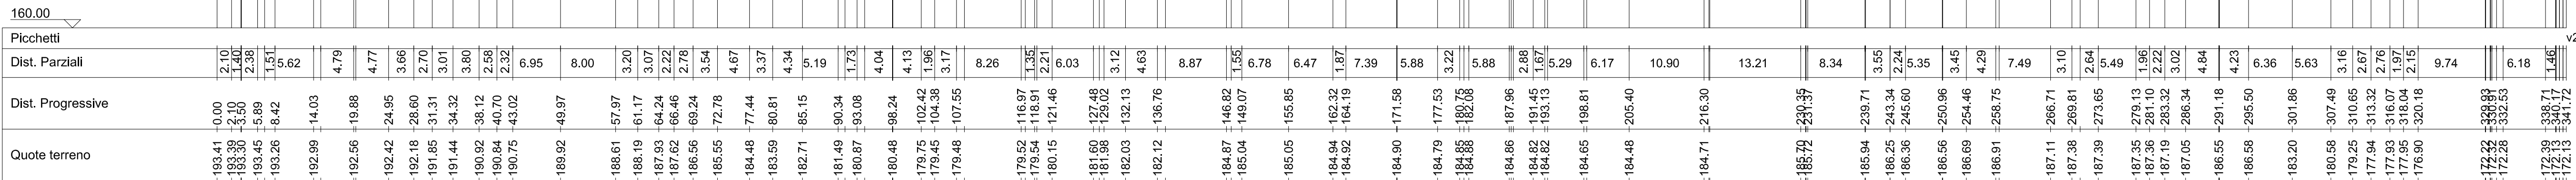 160.00
Picchetti
v2
Dist. Parziali 2.10 1.40 2.38 1.51 5.62 4.79 4.77 3.66 2.70 3.01 3.80 2.58 2.32 6.95 8.00 3.20 3.07 2.22 2.78 3.54 4.67 3.37 4.34 5.19 1.73 4.04 4.13 1.96 3.17 8.26 1.35 2.21 6.03 3.12 4.63 8.87 1.55 6.78 6.47 1.87 7.39 5.88 3.22 5.88 2.88 1.67 5.29 6.17 10.90 13.21 8.34 3.55 2.24 5.35 3.45 4.29 7.49 3.10 2.64 5.49 1.96 2.22 3.02 4.84 4.23 6.36 5.63 3.16 2.67 2.76 1.97 2.15 9.74 6.18 1.46
Dist. Progressive 0.00 2.10 3.50 5.89 8.42 14.03 19.88 24.95 28.60 31.31 34.32 38.12 40.70 43.02 49.97 57.97 61.17 64.24 66.46 69.24 72.78 77.44 80.81 85.15 90.34 93.08 98.24 102.42 104.38 107.55 116.97 118.91 121.46 127.48 129.02 132.13 136.76 146.82 149.07 155.85 162.32 164.19 171.58 177.53 180.75 182.08 187.96 191.45 193.13 198.81 205.40 216.30 231.37 239.71 243.34 245.60 250.96 254.46 258.75 266.71 269.81 273.65 279.13 281.10 283.32 286.34 291.18 295.50 301.86 307.49 310.65 313.32 316.07 318.04 320.18 329.93 332.53 338.71 340.17 341.72
Quote terreno 193.41 193.39 193.30 193.45 193.26 192.99 192.56 192.42 192.18 191.85 191.44 190.92 190.84 190.75 189.92 188.61 188.19 187.93 187.62 186.56 185.55 184.48 183.59 182.71 181.49 180.87 180.48 179.75 179.45 179.48 179.52 179.54 180.15 181.60 181.98 182.03 182.12 184.87 185.04 185.05 184.94 184.92 184.90 184.79 184.85 184.88 184.86 184.82 184.82 184.65 184.48 184.71 185.70 185.72 185.94 186.25 186.36 186.56 186.69 186.91 187.11 187.38 187.39 187.35 187.36 187.19 187.05 186.55 186.58 183.20 180.58 179.25 177.94 177.93 177.95 176.90 172.22 172.32 172.28 172.39 172.13 172.13